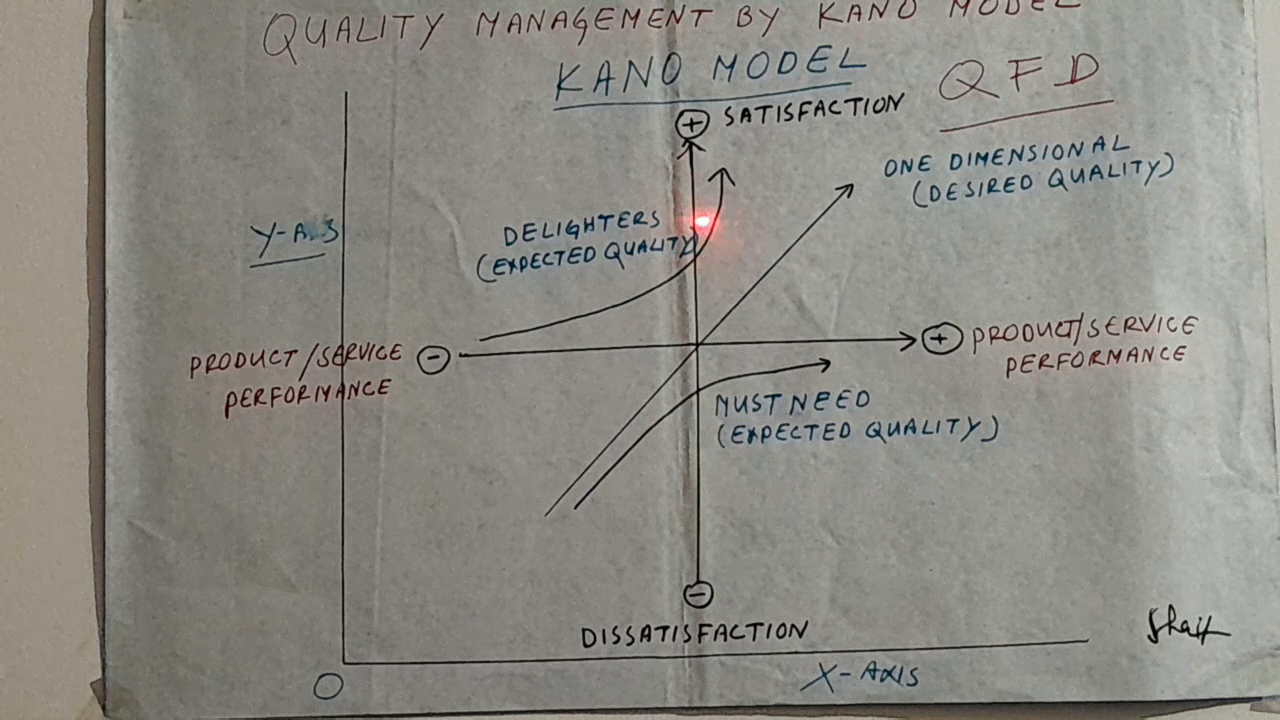 QUALITY MANAGEMENT BY KANO MODEL
KANO MODEL
QFD
+ SATISFACTION
ONE DIMENSIONAL
(DESIRED QUALITY)
DELIGHTERS
(EXPECTED QUALITY)
PRODUCT/SERVICE -
PERFORMANCE
+ PRODUCT/SERVICE
PERFORMANCE
MUST NEED
(EXPECTED QUALITY)
-
DISSATISFACTION
O
X-AXIS